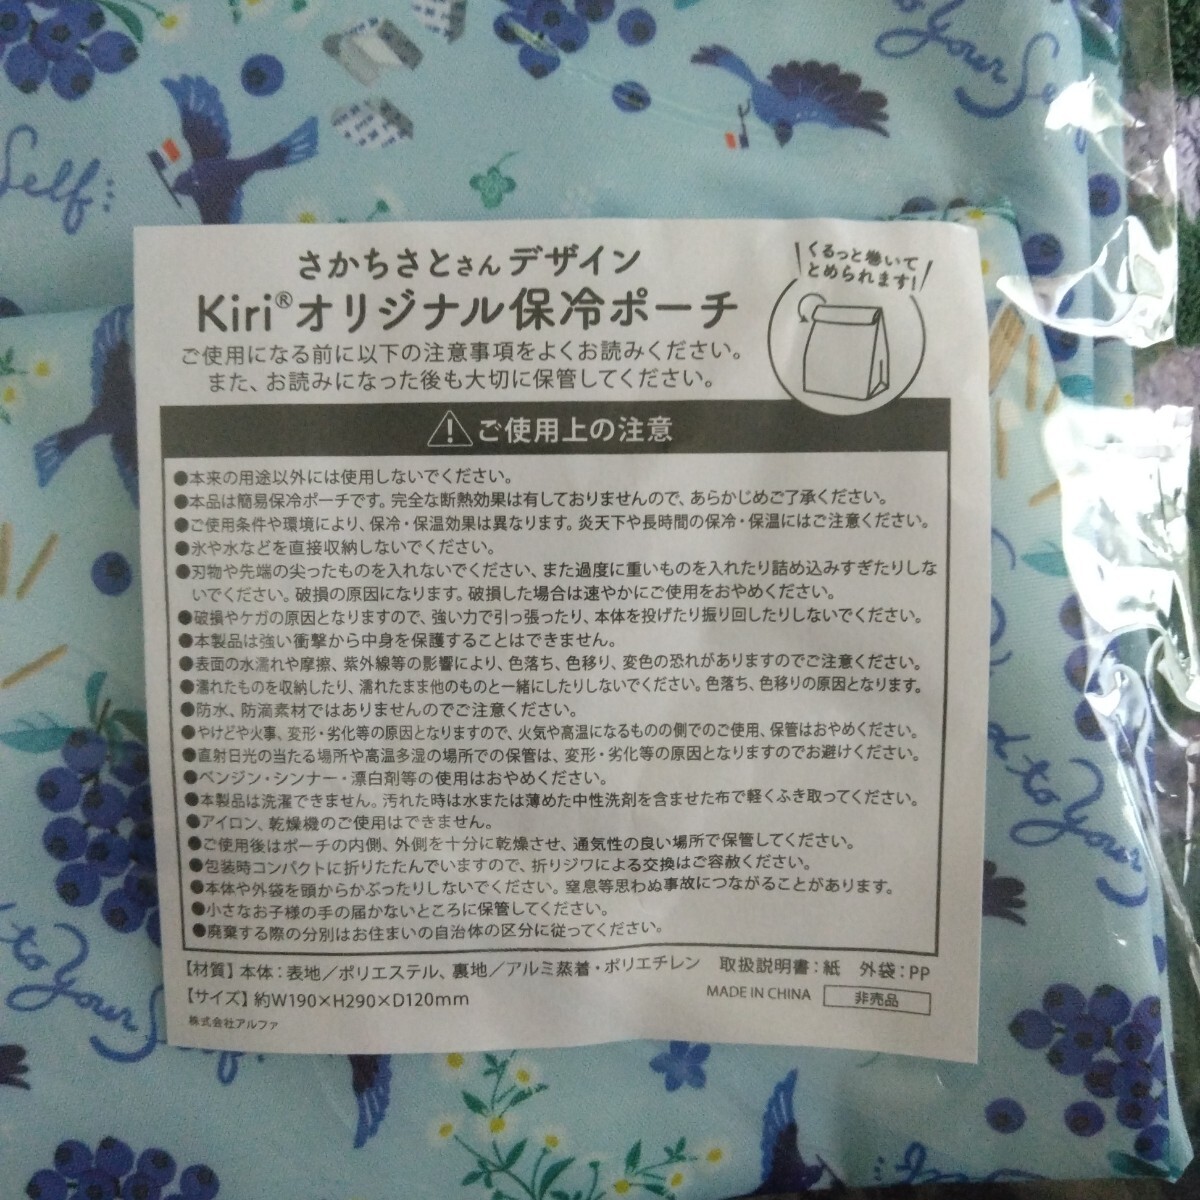 Your Se
Self
さかちさとさんデザイン
Kiri®オリジナル保冷ポーチ
くるっと巻いて
とめられます!
ご使用になる前に以下の注意事項をよくお読みください。
また、お読みになった後も大切に保管してください。
ご使用上の注意
●本来の用途以外には使用しないでください。
●本品は簡易保冷ポーチです。完全な断熱効果は有しておりませんので、あらかじめご了承ください。
●ご使用条件や環境により、保冷・保温効果は異なります。炎天下や長時間の保冷・保温にはご注意ください。
●氷や水などを直接収納しないでください。
●刃物や先端の尖ったものを入れないでください、また過度に重いものを入れたり詰め込みすぎたりしな
いでください。破損の原因になります。破損した場合は速やかにご使用をおやめください。
●破損やケガの原因となりますので、強い力で引っ張ったり、本体を投げたり振り回したりしないでください。
●本製品は強い衝撃から中身を保護することはできません。
●表面の水濡れや摩擦、紫外線等の影響により、色落ち、色移り、変色の恐れがありますのでご注意ください。
●濡れたものを収納したり、濡れたまま他のものと一緒にしたりしないでください。色落ち、色移りの原因となります。
●防水、防滴素材ではありませんのでご注意ください。
●やけどや火事、変形・劣化等の原因となりますので、火気や高温になるものの側でのご使用、保管はおやめください。
●直射日光の当たる場所や高温多湿の場所での保管は、変形・劣化等の原因となりますのでお避けください。
●ベンジン・シンナー・漂白剤等の使用はおやめください。
●本製品は洗濯できません。汚れた時は水または薄めた中性洗剤を含ませた布で軽くふき取ってください。
●アイロン、乾燥機のご使用はできません。
●ご使用後はポーチの内側、外側を十分に乾燥させ、通気性の良い場所で保管してください。
●包装時コンパクトに折りたたんでいますので、折りジワによる交換はご容赦ください。
●本体や外袋を頭からかぶったりしないでください。窒息等思わぬ事故につながることがあります。
●小さなお子様の手の届かないところに保管してください。
●廃棄する際の分別はお住まいの自治体の区分に従ってください。
【材質】本体：表地／ポリエステル、裏地／アルミ蒸着・ポリエチレン 取扱説明書：紙 外袋：PP
【サイズ】約W190×H290×D120mm
MADE IN CHINA 非売品
株式会社アルファ
to Your
to Your Self